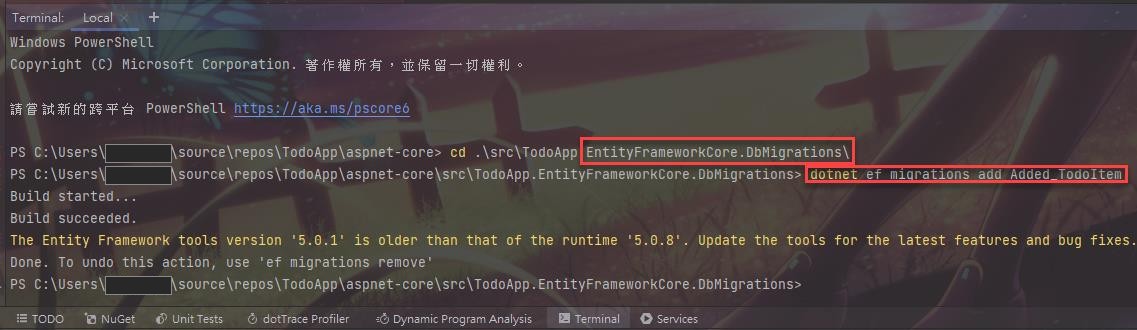 Terminal: Local × +
Windows PowerShell
Copyright (C) Microsoft Corporation. 著作權所有，並保留一切權利。
請嘗試新的跨平台 PowerShell https://aka.ms/pscore6
PS C:\Users\ \source\repos\TodoApp\aspnet-core> cd .\src\TodoApp EntityFrameworkCore.DbMigrations\
PS C:\Users\ \source\repos\TodoApp\aspnet-core\src\TodoApp.EntityFrameworkCore.DbMigrations> dotnet ef migrations add Added_TodoItem
Build started...
Build succeeded.
The Entity Framework tools version '5.0.1' is older than that of the runtime '5.0.8'. Update the tools for the latest features and bug fixes.
Done. To undo this action, use 'ef migrations remove'
PS C:\Users\ \source\repos\TodoApp\aspnet-core\src\TodoApp.EntityFrameworkCore.DbMigrations>
TODO NuGet Unit Tests dotTrace Profiler Dynamic Program Analysis Terminal Services